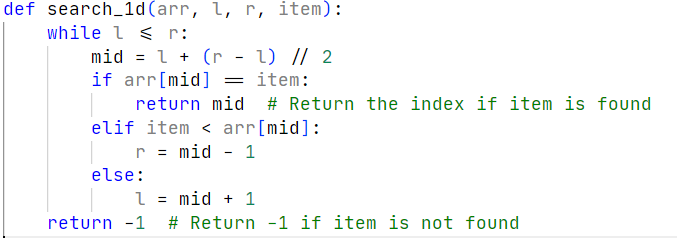 def search_1d(arr, l, r, item):
    while l <= r:
        mid = l + (r - l) // 2
        if arr[mid] == item:
            return mid  # Return the index if item is found
        elif item < arr[mid]:
            r = mid - 1
        else:
            l = mid + 1
    return -1  # Return -1 if item is not found